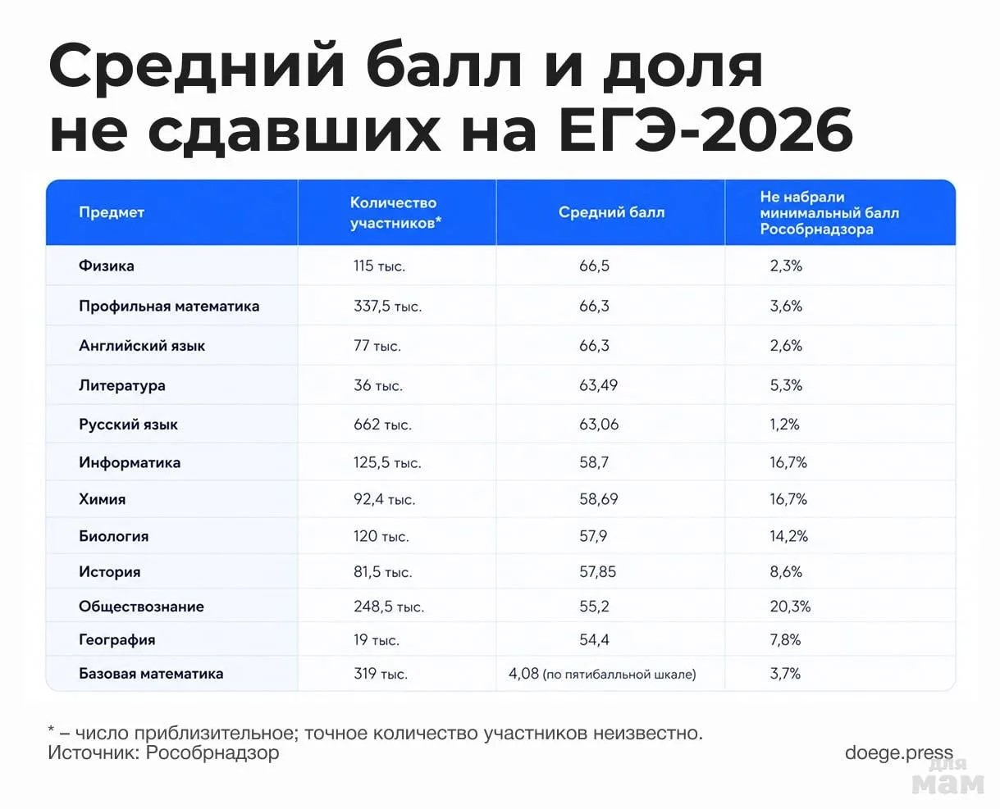 Средний балл и доля
не сдавших на ЕГЭ-2026
Предмет
Количество
участников*
Средний балл
Не набрали
минимальный балл
Рособрнадзора
Физика 115 тыс. 66,5 2,3%
Профильная математика 337,5 тыс. 66,3 3,6%
Английский язык 77 тыс. 66,3 2,6%
Литература 36 тыс. 63,49 5,3%
Русский язык 662 тыс. 63,06 1,2%
Информатика 125,5 тыс. 58,7 16,7%
Химия 92,4 тыс. 58,69 16,7%
Биология 120 тыс. 57,9 14,2%
История 81,5 тыс. 57,85 8,6%
Обществознание 248,5 тыс. 55,2 20,3%
География 19 тыс. 54,4 7,8%
Базовая математика 319 тыс. 4,08 (по пятибалльной шкале) 3,7%
* – число приблизительное; точное количество участников неизвестно.
Источник: Рособрнадзор
doege.press
для
мам